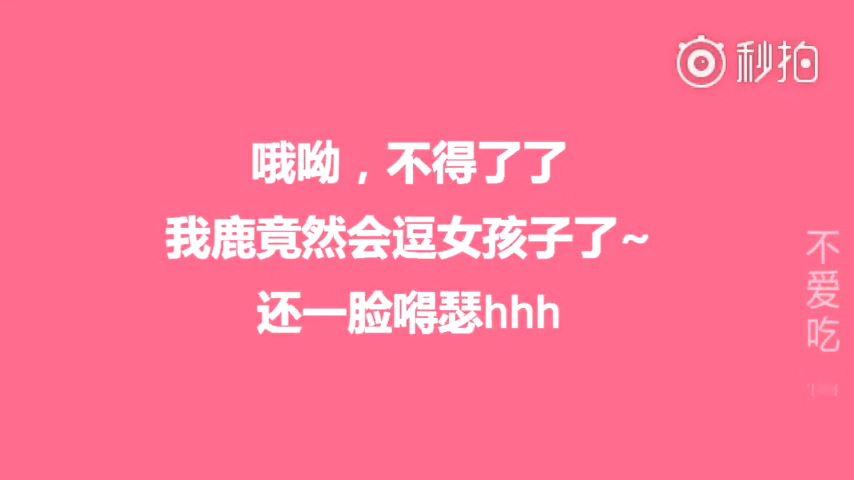 秒拍
哦呦，不得了了
我鹿竟然会逗女孩子了~
还一脸嘚瑟hhh
不爱吃